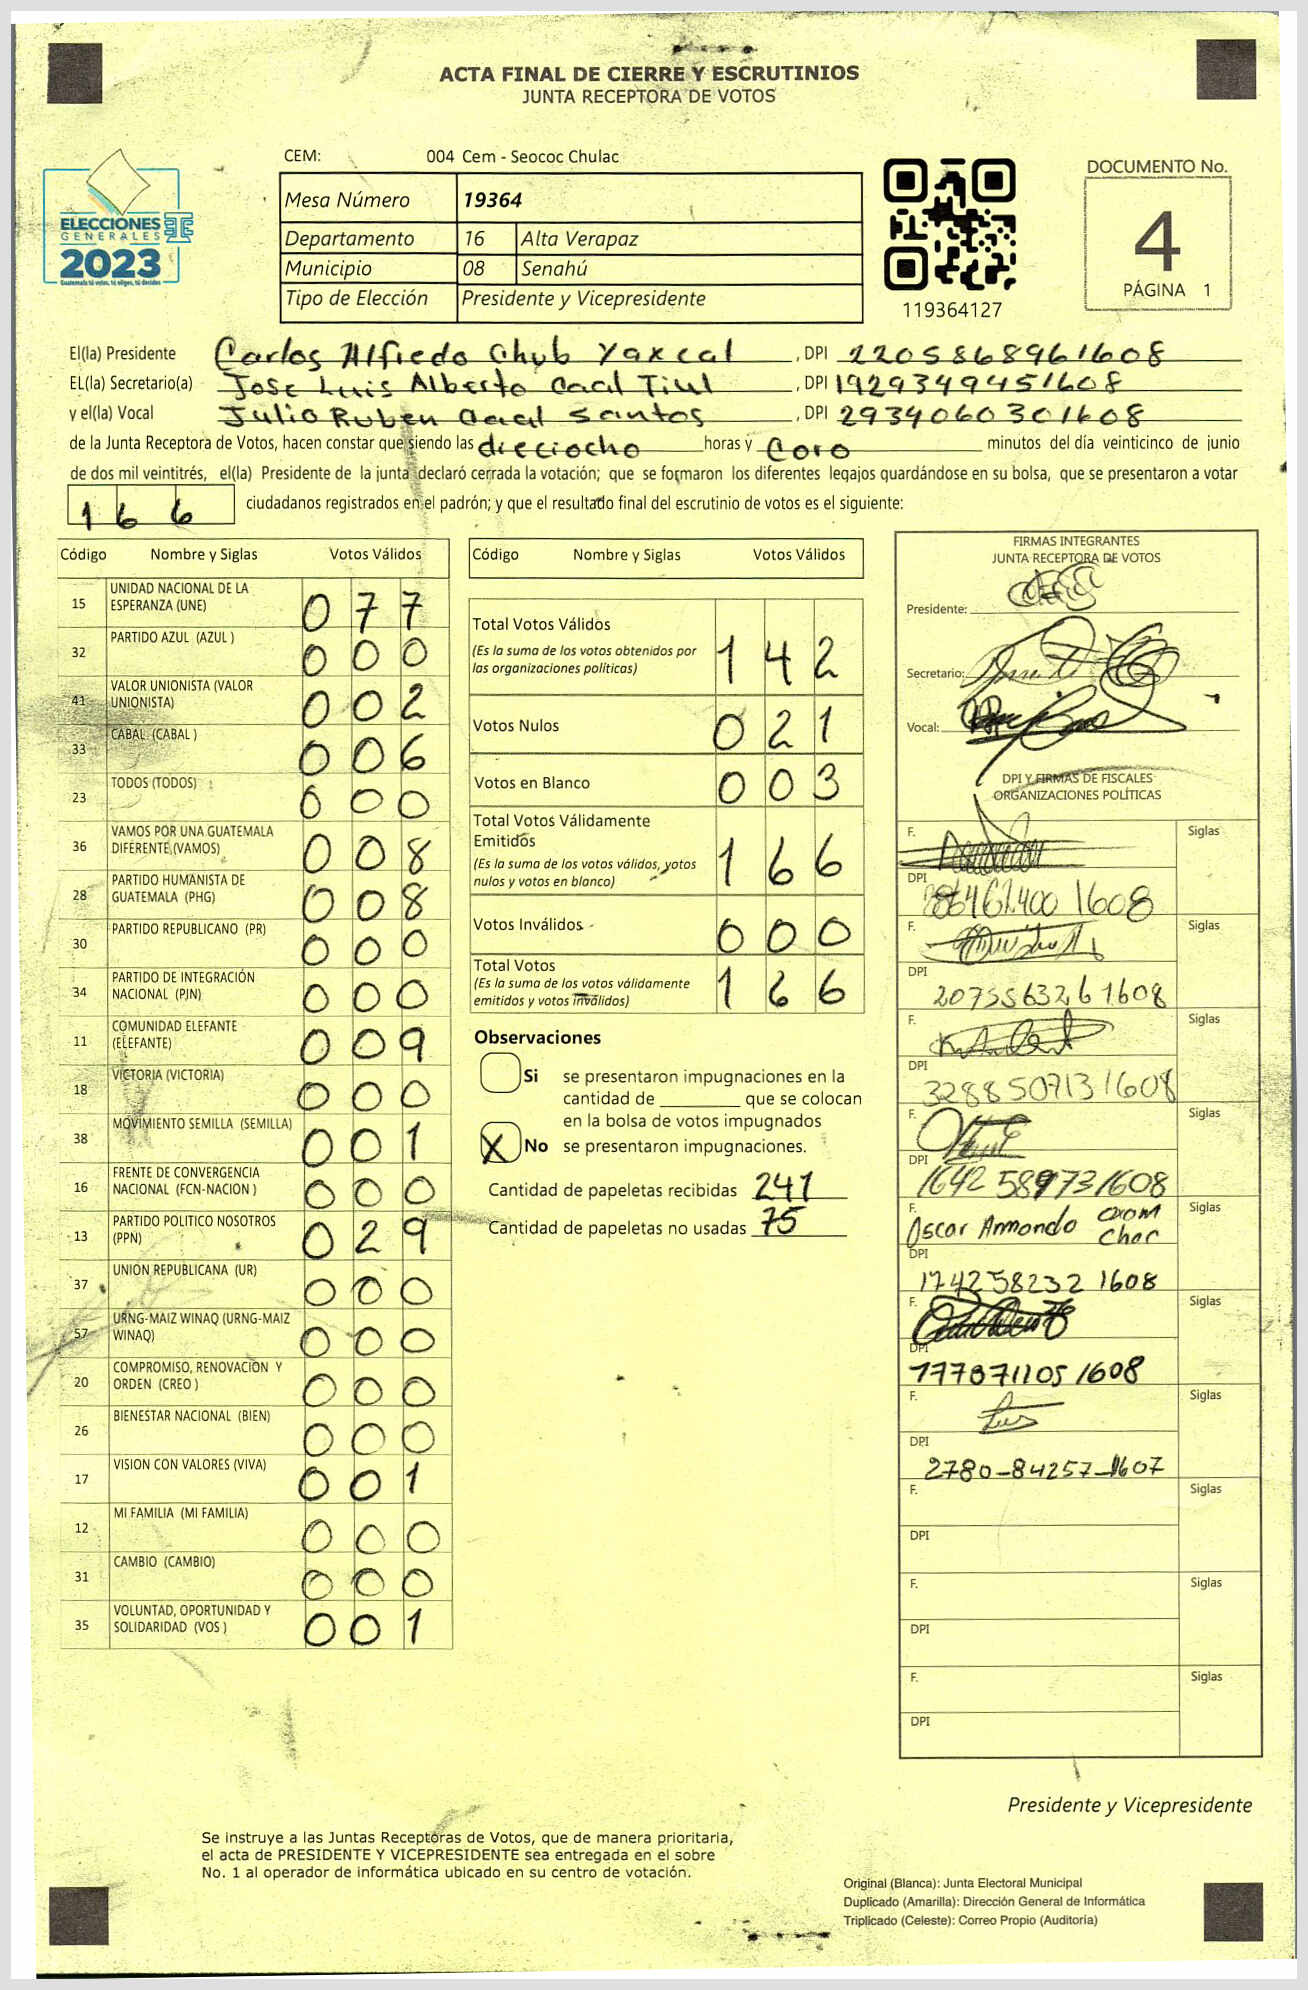 ACTA FINAL DE CIERRE Y ESCRUTINIOS
JUNTA RECEPTORA DE VOTOS
CEM: 004 Cem - Seococ Chulac
Mesa Número 19364
Departamento 16 Alta Verapaz
Municipio 08 Senahú
Tipo de Elección Presidente y Vicepresidente
ELECCIONES
GENERALES
2023
Guatemala tú votas, tú eliges, tú decides
119364127
DOCUMENTO No.
4
PÁGINA 1
El(la) Presidente Carlos Alfredo Chub Yaxcal , DPI 2205868961608
EL(la) Secretario(a) Jose Luis Alberto Caal Tiul , DPI 1929349451608
y el(la) Vocal Julio Ruben Caal Santos , DPI 2934060301608
de la Junta Receptora de Votos, hacen constar que siendo las dieciocho horas y Coro minutos del día veinticinco de junio
de dos mil veintitrés, el(la) Presidente de la junta declaró cerrada la votación; que se formaron los diferentes legajos quardándose en su bolsa, que se presentaron a votar
166 ciudadanos registrados en el padrón; y que el resultado final del escrutinio de votos es el siguiente:
Código Nombre y Siglas Votos Válidos
15 UNIDAD NACIONAL DE LA
ESPERANZA (UNE) 077
32 PARTIDO AZUL (AZUL ) 000
41 VALOR UNIONISTA (VALOR
UNIONISTA) 002
33 CABAL (CABAL ) 006
23 TODOS (TODOS) 000
36 VAMOS POR UNA GUATEMALA
DIFERENTE (VAMOS) 008
28 PARTIDO HUMANISTA DE
GUATEMALA (PHG) 008
30 PARTIDO REPUBLICANO (PR) 000
34 PARTIDO DE INTEGRACIÓN
NACIONAL (PIN) 000
11 COMUNIDAD ELEFANTE
(ELEFANTE) 009
18 VICTORIA (VICTORIA) 000
38 MOVIMIENTO SEMILLA (SEMILLA) 001
16 FRENTE DE CONVERGENCIA
NACIONAL (FCN-NACION ) 000
13 PARTIDO POLITICO NOSOTROS
(PPN) 029
37 UNION REPUBLICANA (UR) 000
57 URNG-MAIZ WINAQ (URNG-MAIZ
WINAQ) 000
20 COMPROMISO, RENOVACION Y
ORDEN (CREO ) 000
26 BIENESTAR NACIONAL (BIEN) 000
17 VISION CON VALORES (VIVA) 001
12 MI FAMILIA (MI FAMILIA) 000
31 CAMBIO (CAMBIO) 000
35 VOLUNTAD, OPORTUNIDAD Y
SOLIDARIDAD (VOS ) 001
Código Nombre y Siglas Votos Válidos
Total Votos Válidos
(Es la suma de los votos obtenidos por
las organizaciones políticas) 142
Votos Nulos 021
Votos en Blanco 003
Total Votos Válidamente
Emitidos
(Es la suma de los votos válidos, votos
nulos y votos en blanco) 166
Votos Inválidos 000
Total Votos
(Es la suma de los votos válidamente
emitidos y votos inválidos) 166
Observaciones
Si se presentaron impugnaciones en la
cantidad de ________ que se colocan
en la bolsa de votos impugnados
X No se presentaron impugnaciones.
Cantidad de papeletas recibidas 241
Cantidad de papeletas no usadas 75
FIRMAS INTEGRANTES
JUNTA RECEPTORA DE VOTOS
Presidente:
Secretario:
Vocal:
DPI Y FIRMAS DE FISCALES
ORGANIZACIONES POLÍTICAS
F. Siglas
DPI
F. Siglas
DPI
2075563261608
F. Siglas
DPI
3288507131608
F. Siglas
DPI
1642589731608
F. Oscar Armando Siglas
DPI
1742582321608
F. Siglas
DPI
1778711051608
F. Siglas
DPI
2780-84257-1607
F. Siglas
DPI
F. Siglas
DPI
F. Siglas
DPI
Presidente y Vicepresidente
Se instruye a las Juntas Receptoras de Votos, que de manera prioritaria,
el acta de PRESIDENTE Y VICEPRESIDENTE sea entregada en el sobre
No. 1 al operador de informática ubicado en su centro de votación.
Original (Blanca): Junta Electoral Municipal
Duplicado (Amarilla): Dirección General de Informática
Triplicado (Celeste): Correo Propio (Auditoría)